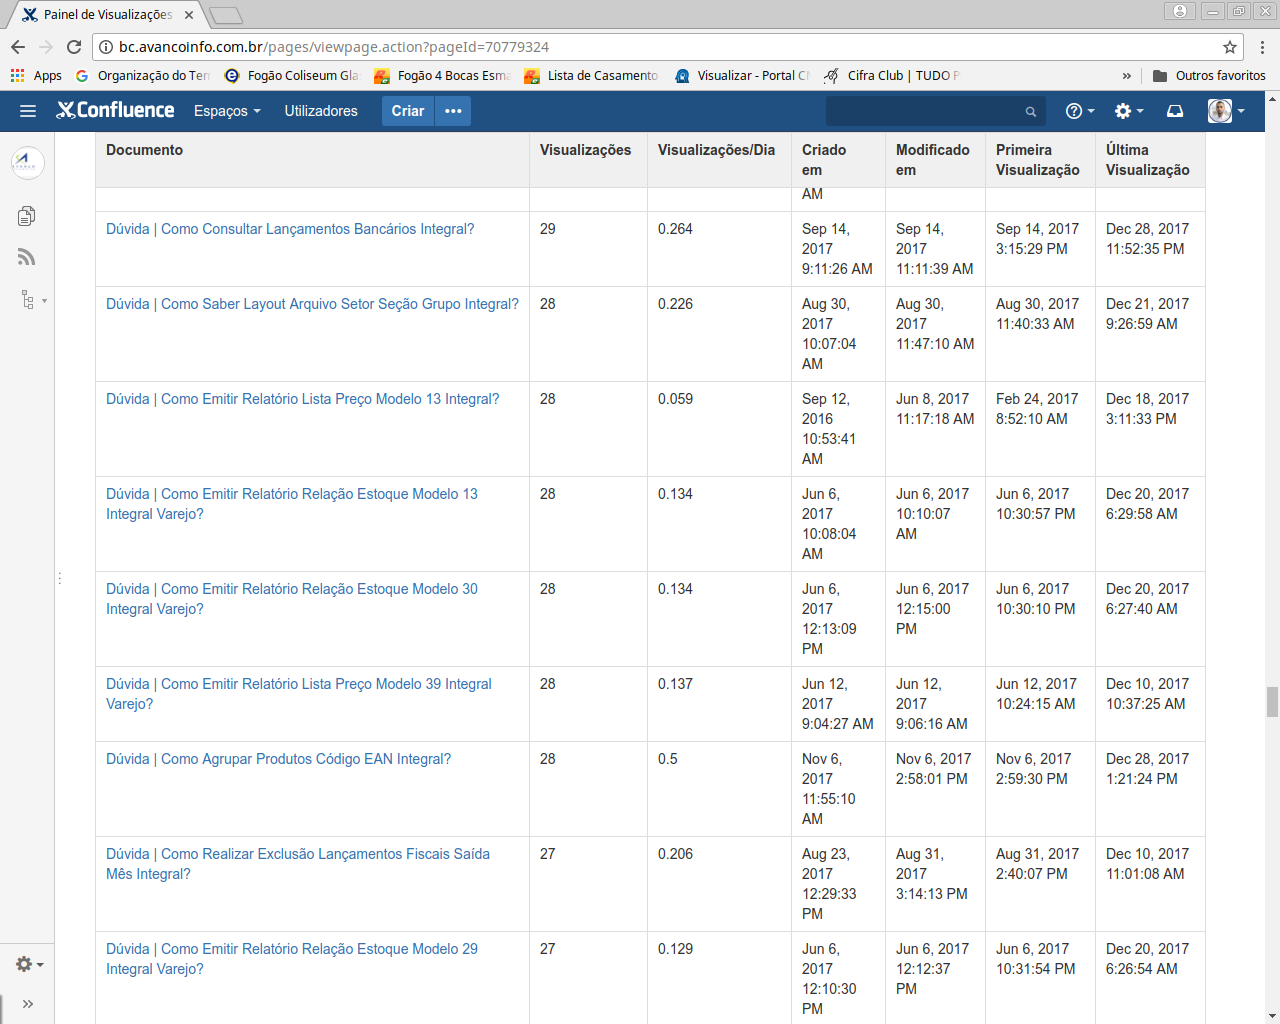 Painel de Visualizações
bc.avancoinfo.com.br/pages/viewpage.action?pageId=70779324
Apps Organização do Ter Fogão Coliseum Gla Fogão 4 Bocas Esma Lista de Casamento Visualizar - Portal C Cifra Club | TUDO P » Outros favoritos
Confluence Espaços Utilizadores Criar •••
Documento Visualizações Visualizações/Dia Criado em Modificado em Primeira Visualização Última Visualização
AM
Dúvida | Como Consultar Lançamentos Bancários Integral? 29 0.264 Sep 14, 2017 9:11:26 AM Sep 14, 2017 11:11:39 AM Sep 14, 2017 3:15:29 PM Dec 28, 2017 11:52:35 PM
Dúvida | Como Saber Layout Arquivo Setor Seção Grupo Integral? 28 0.226 Aug 30, 2017 10:07:04 AM Aug 30, 2017 11:47:10 AM Aug 30, 2017 11:40:33 AM Dec 21, 2017 9:26:59 AM
Dúvida | Como Emitir Relatório Lista Preço Modelo 13 Integral? 28 0.059 Sep 12, 2016 10:53:41 AM Jun 8, 2017 11:17:18 AM Feb 24, 2017 8:52:10 AM Dec 18, 2017 3:11:33 PM
Dúvida | Como Emitir Relatório Relação Estoque Modelo 13 Integral Varejo? 28 0.134 Jun 6, 2017 10:08:04 AM Jun 6, 2017 10:10:07 AM Jun 6, 2017 10:30:57 PM Dec 20, 2017 6:29:58 AM
Dúvida | Como Emitir Relatório Relação Estoque Modelo 30 Integral Varejo? 28 0.134 Jun 6, 2017 12:13:09 PM Jun 6, 2017 12:15:00 PM Jun 6, 2017 10:30:10 PM Dec 20, 2017 6:27:40 AM
Dúvida | Como Emitir Relatório Lista Preço Modelo 39 Integral Varejo? 28 0.137 Jun 12, 2017 9:04:27 AM Jun 12, 2017 9:06:16 AM Jun 12, 2017 10:24:15 AM Dec 10, 2017 10:37:25 AM
Dúvida | Como Agrupar Produtos Código EAN Integral? 28 0.5 Nov 6, 2017 11:55:10 AM Nov 6, 2017 2:58:01 PM Nov 6, 2017 2:59:30 PM Dec 28, 2017 1:21:24 PM
Dúvida | Como Realizar Exclusão Lançamentos Fiscais Saída Mês Integral? 27 0.206 Aug 23, 2017 12:29:33 PM Aug 31, 2017 3:14:13 PM Aug 31, 2017 2:40:07 PM Dec 10, 2017 11:01:08 AM
Dúvida | Como Emitir Relatório Relação Estoque Modelo 29 Integral Varejo? 27 0.129 Jun 6, 2017 12:10:30 PM Jun 6, 2017 12:12:37 PM Jun 6, 2017 10:31:54 PM Dec 20, 2017 6:26:54 AM